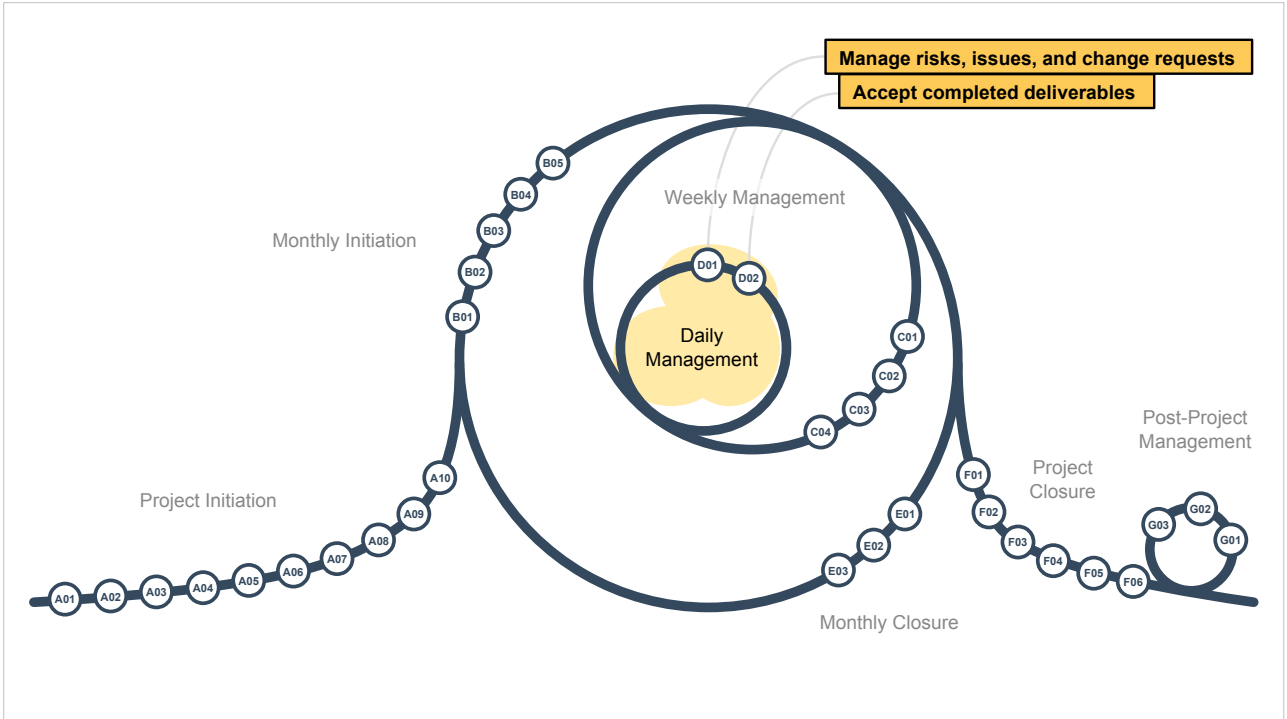 Manage risks, issues, and change requests
Accept completed deliverables
B05
B04
B03
B02
B01
Monthly Initiation
Weekly Management
D01
D02
Daily
Management
C01
C02
C03
C04
Project Initiation
A01
A02
A03
A04
A05
A06
A07
A08
A09
A10
E01
E02
E03
Monthly Closure
Project
Closure
F01
F02
F03
F04
F05
F06
Post-Project
Management
G03
G02
G01